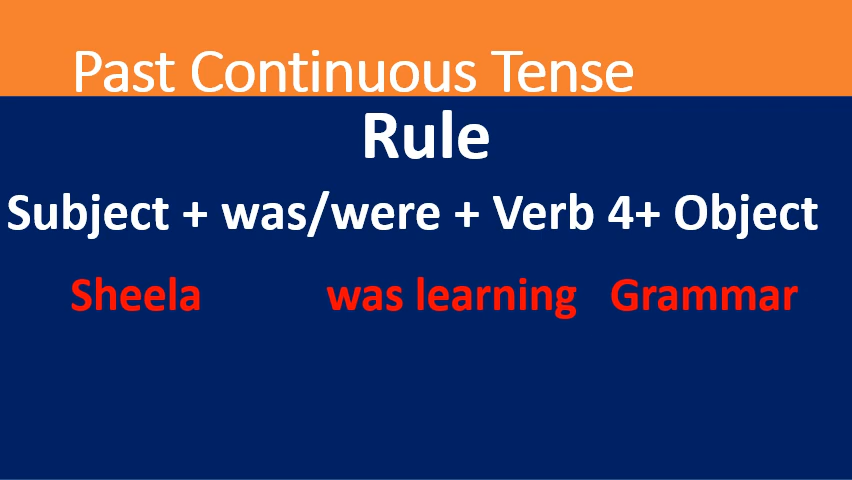 Past Continuous Tense
Rule
Subject + was/were + Verb 4+ Object
Sheela was learning Grammar